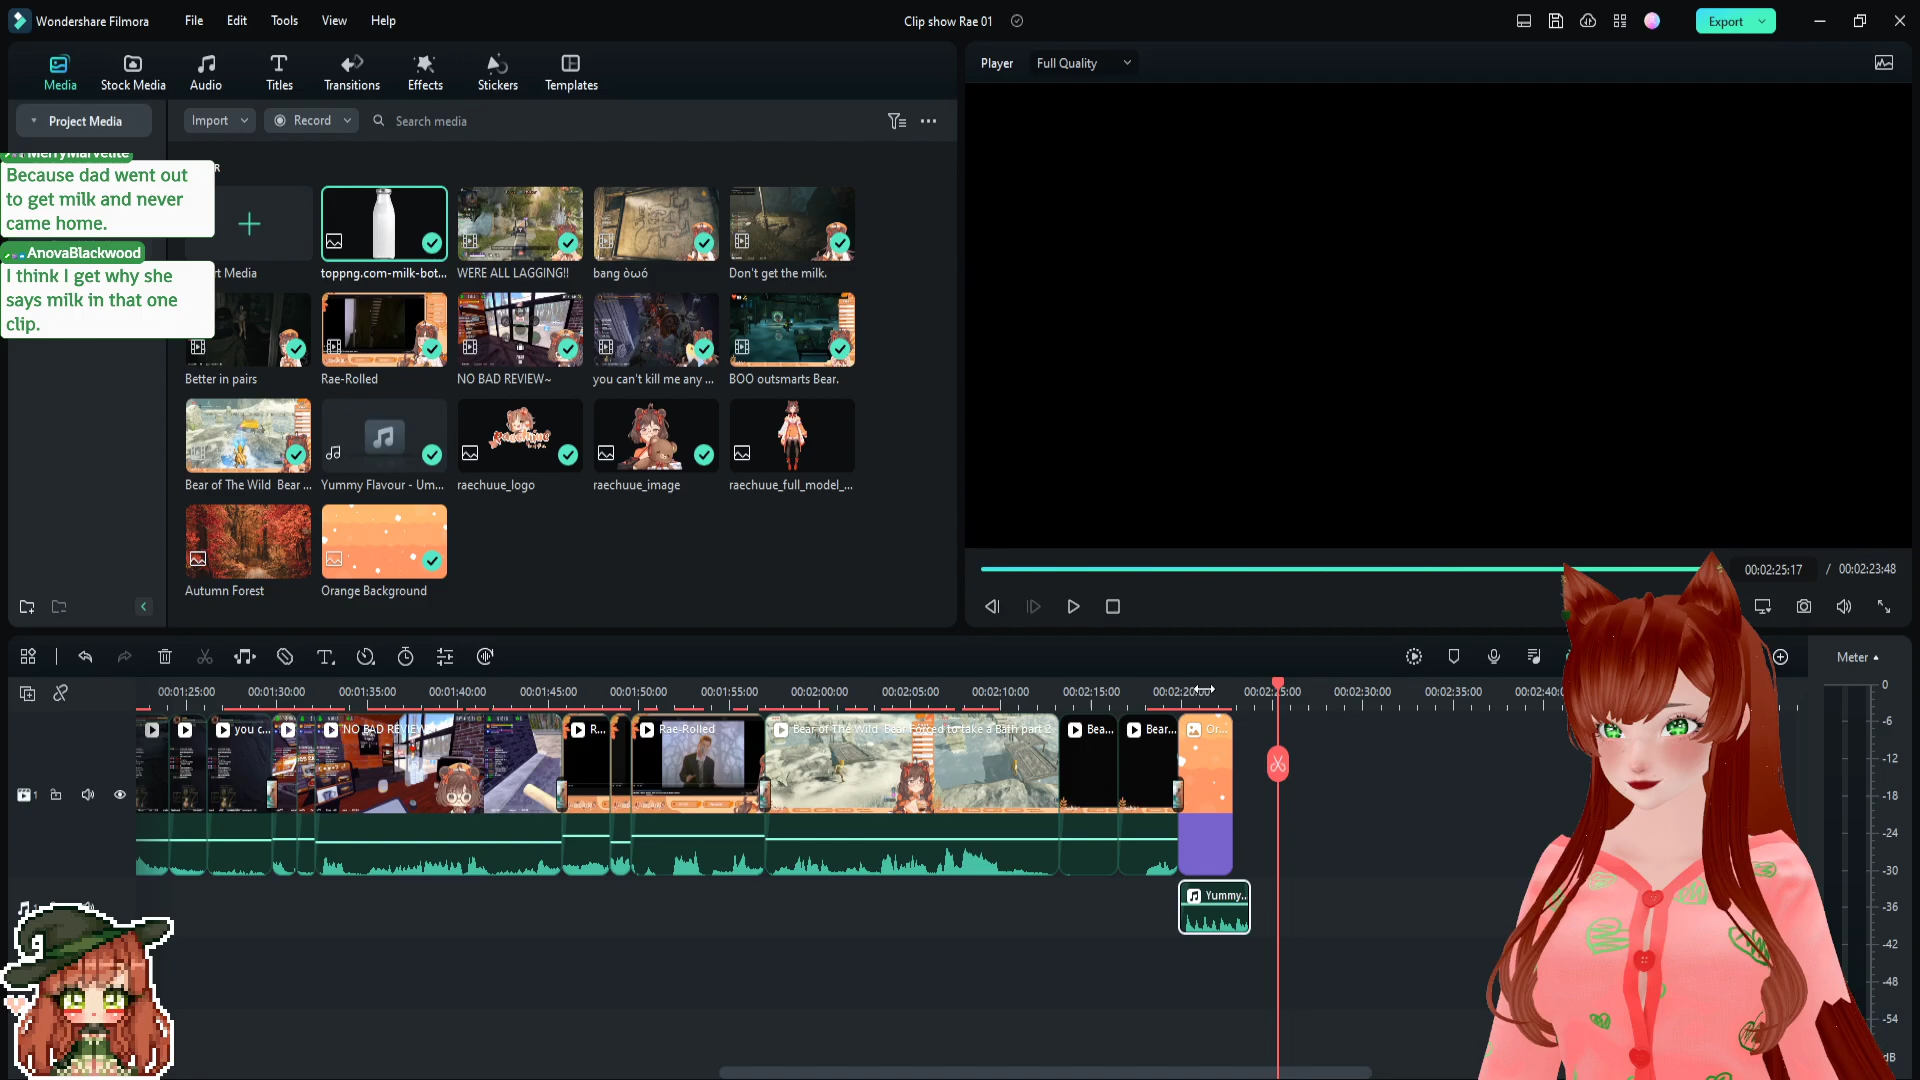 Wondershare Filmora
File
Edit
Tools
View
Help
Clip show Rae 01
Export
Media
Stock Media
Audio
Titles
Transitions
Effects
Stickers
Templates
Player
Full Quality
Project Media
Import
Record
Search media
MerryMarvelite
Because dad went out
to get milk and never
came home.
AnovaBlackwood
I think I get why she
says milk in that one
clip.
toppng.com-milk-bot...
WERE ALL LAGGING!!
bang òωó
Don't get the milk.
Better in pairs
Rae-Rolled
NO BAD REVIEW~
you can't kill me any ...
BOO outsmarts Bear.
Bear of The Wild Bear ...
Yummy Flavour - Um...
raechuue_logo
raechuue_image
raechuue_full_model_...
Autumn Forest
Orange Background
00:02:25:17 / 00:02:23:48
Meter
00:01:25:00
00:01:30:00
00:01:35:00
00:01:40:00
00:01:45:00
00:01:50:00
00:01:55:00
00:02:00:00
00:02:05:00
00:02:10:00
00:02:15:00
00:02:20:00
00:02:25:00
00:02:30:00
00:02:35:00
you c...
NO BAD REVIEW~
R...
Rae-Rolled
Bear of The Wild Bear Forced to take a Bath part 2
Bea...
Bear...
Or...
1
Yummy...
0
-6
-12
-18
-24
-30
-36
-42
-48
-54
dB